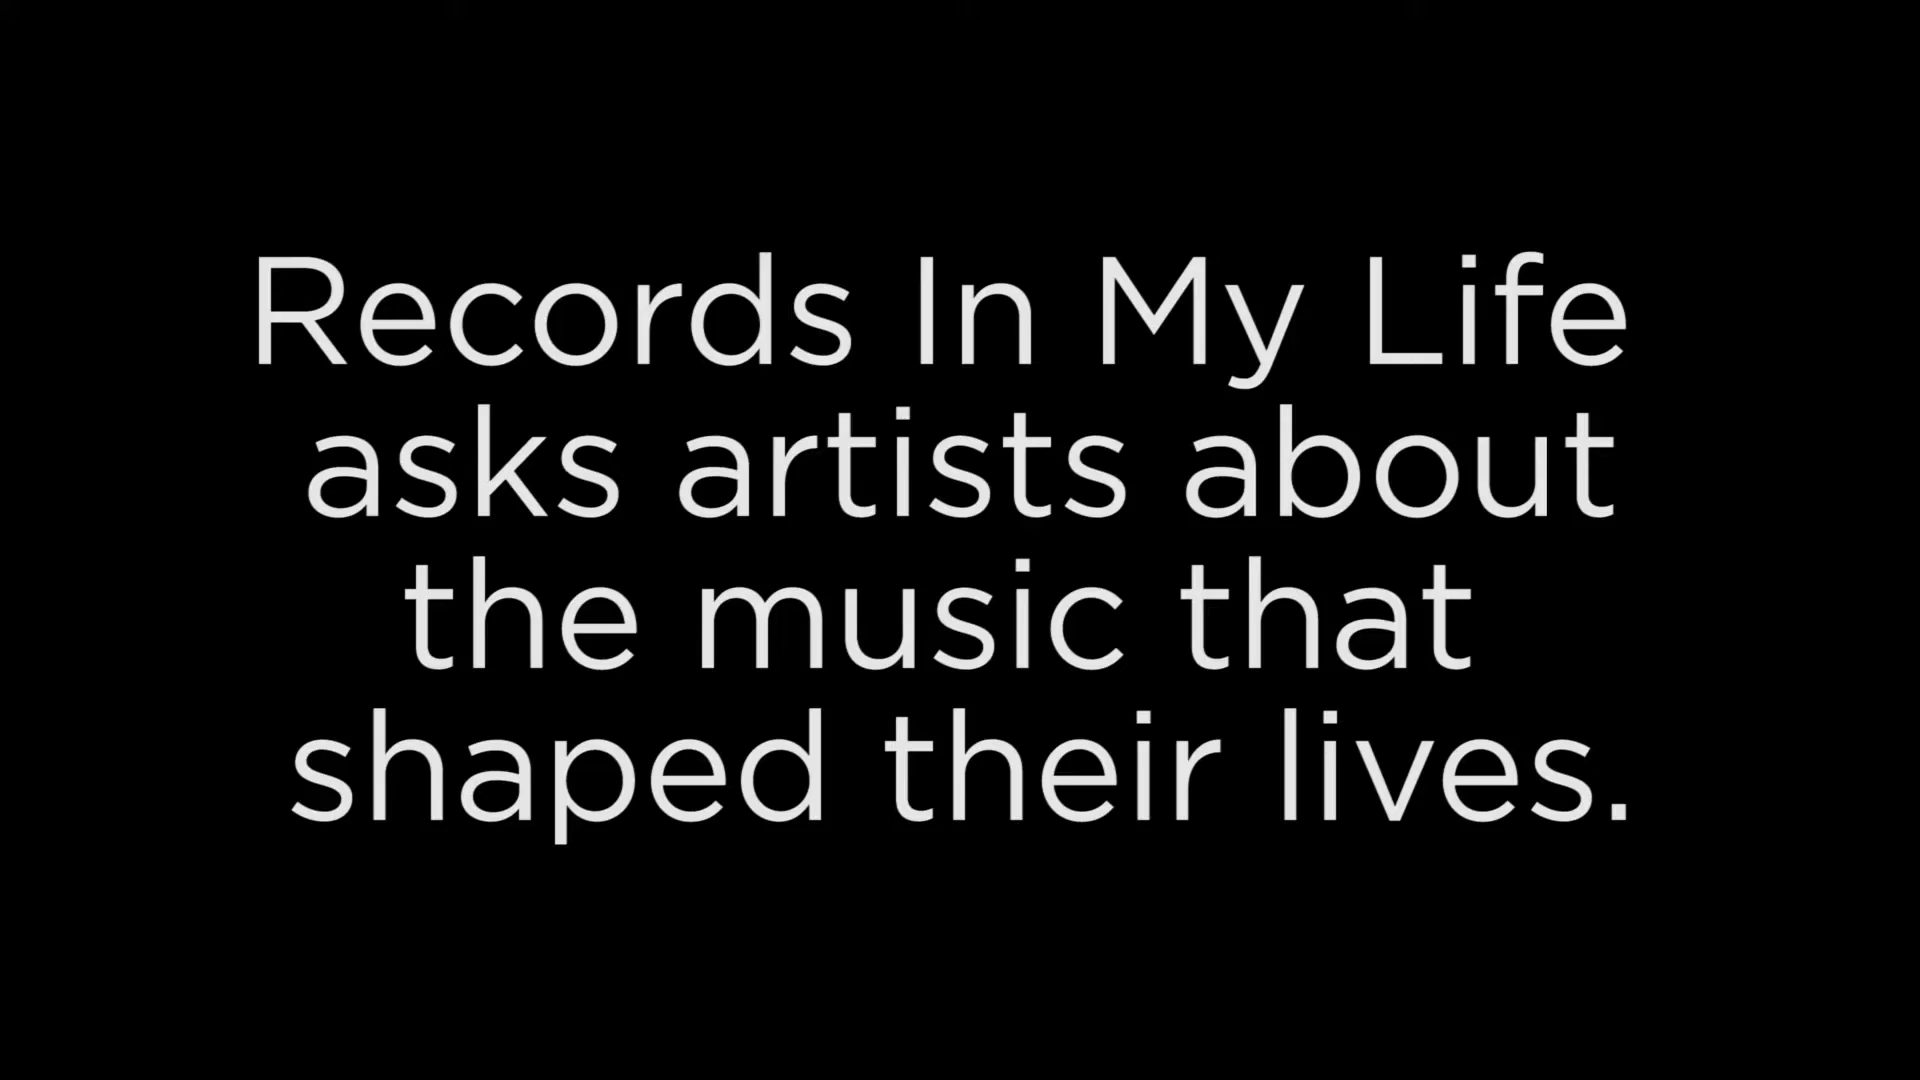 Records In My Life
asks artists about
the music that
shaped their lives.